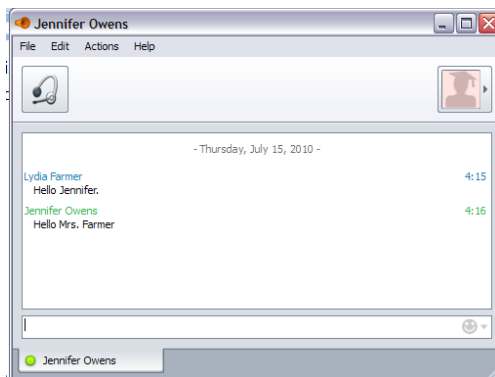 Jennifer Owens
File Edit Actions Help
- Thursday, July 15, 2010 -
Lydia Farmer 4:15
Hello Jennifer.
Jennifer Owens 4:16
Hello Mrs. Farmer
Jennifer Owens